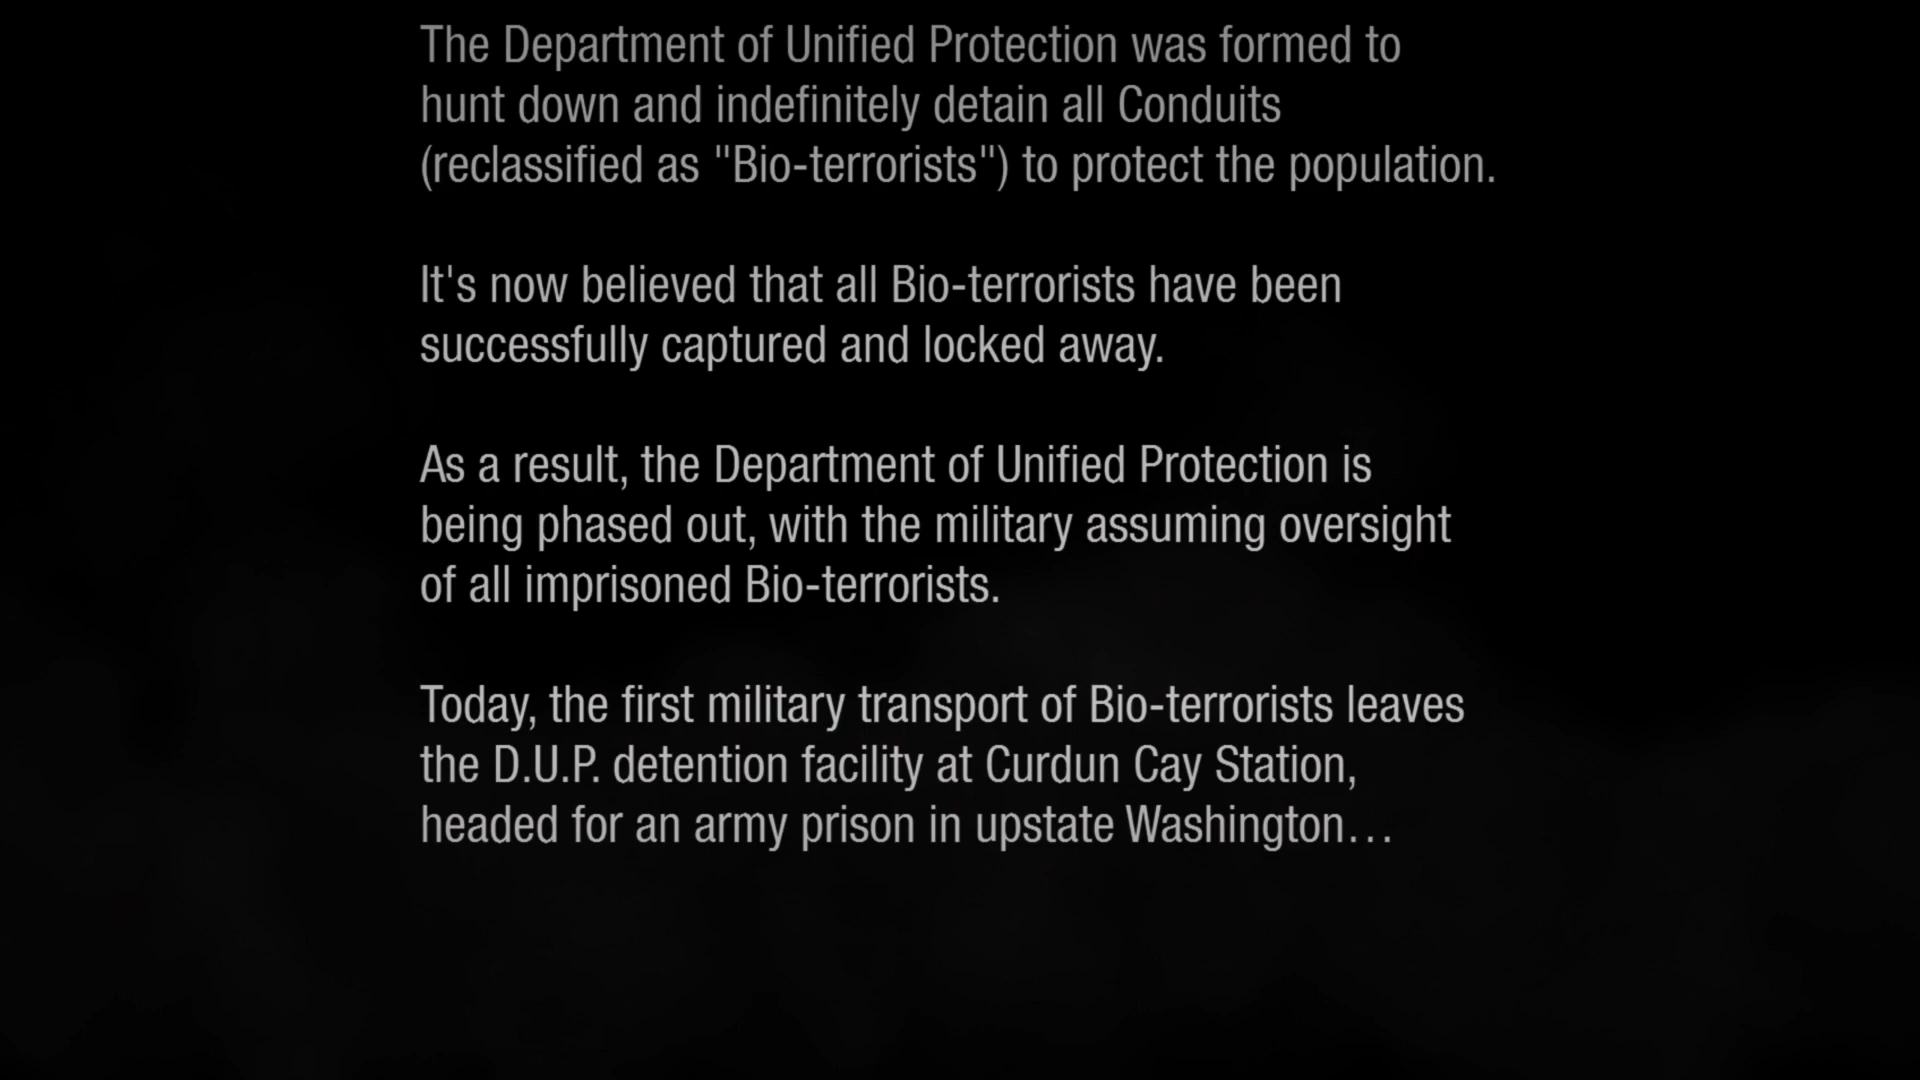 The Department of Unified Protection was formed to
hunt down and indefinitely detain all Conduits
(reclassified as "Bio-terrorists") to protect the population.
It's now believed that all Bio-terrorists have been
successfully captured and locked away.
As a result, the Department of Unified Protection is
being phased out, with the military assuming oversight
of all imprisoned Bio-terrorists.
Today, the first military transport of Bio-terrorists leaves
the D.U.P. detention facility at Curdun Cay Station,
headed for an army prison in upstate Washington...